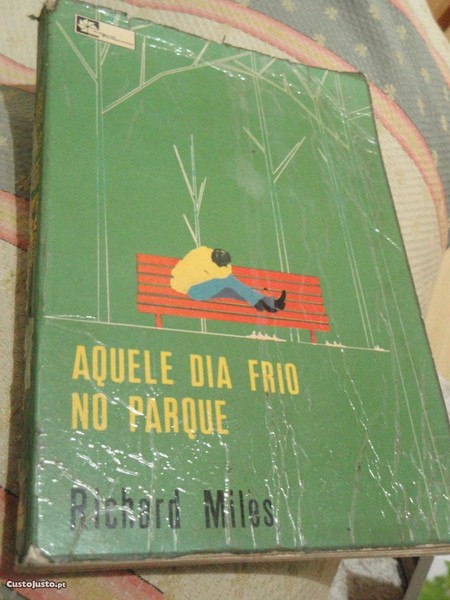 AQUELE DIA FRIO
NO PARQUE
Richard Miles
CustoJusto.pt